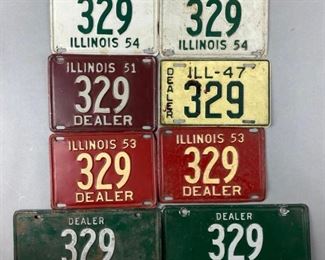 329
ILLINOIS 54
329
ILLINOIS 54
ILLINOIS 51
329
DEALER
ILL-47
DEALER
329
ILLINOIS 53
329
DEALER
ILLINOIS 53
329
DEALER
DEALER
329
DEALER
329